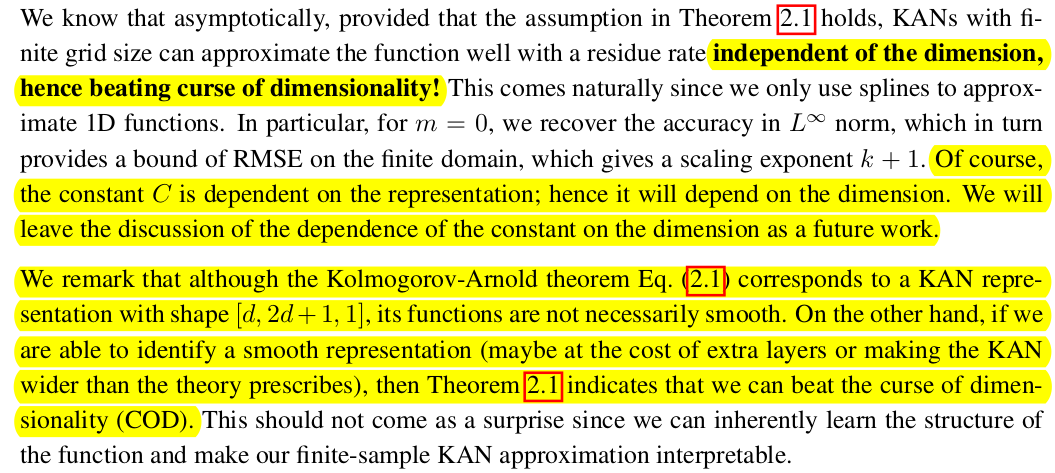 We know that asymptotically, provided that the assumption in Theorem 2.1 holds, KANs with fi-
nite grid size can approximate the function well with a residue rate independent of the dimension,
hence beating curse of dimensionality! This comes naturally since we only use splines to approx-
imate 1D functions. In particular, for m = 0, we recover the accuracy in L∞ norm, which in turn
provides a bound of RMSE on the finite domain, which gives a scaling exponent k + 1. Of course,
the constant C is dependent on the representation; hence it will depend on the dimension. We will
leave the discussion of the dependence of the constant on the dimension as a future work.
We remark that although the Kolmogorov-Arnold theorem Eq. (2.1) corresponds to a KAN repre-
sentation with shape [d, 2d + 1, 1], its functions are not necessarily smooth. On the other hand, if we
are able to identify a smooth representation (maybe at the cost of extra layers or making the KAN
wider than the theory prescribes), then Theorem 2.1 indicates that we can beat the curse of dimen-
sionality (COD). This should not come as a surprise since we can inherently learn the structure of
the function and make our finite-sample KAN approximation interpretable.